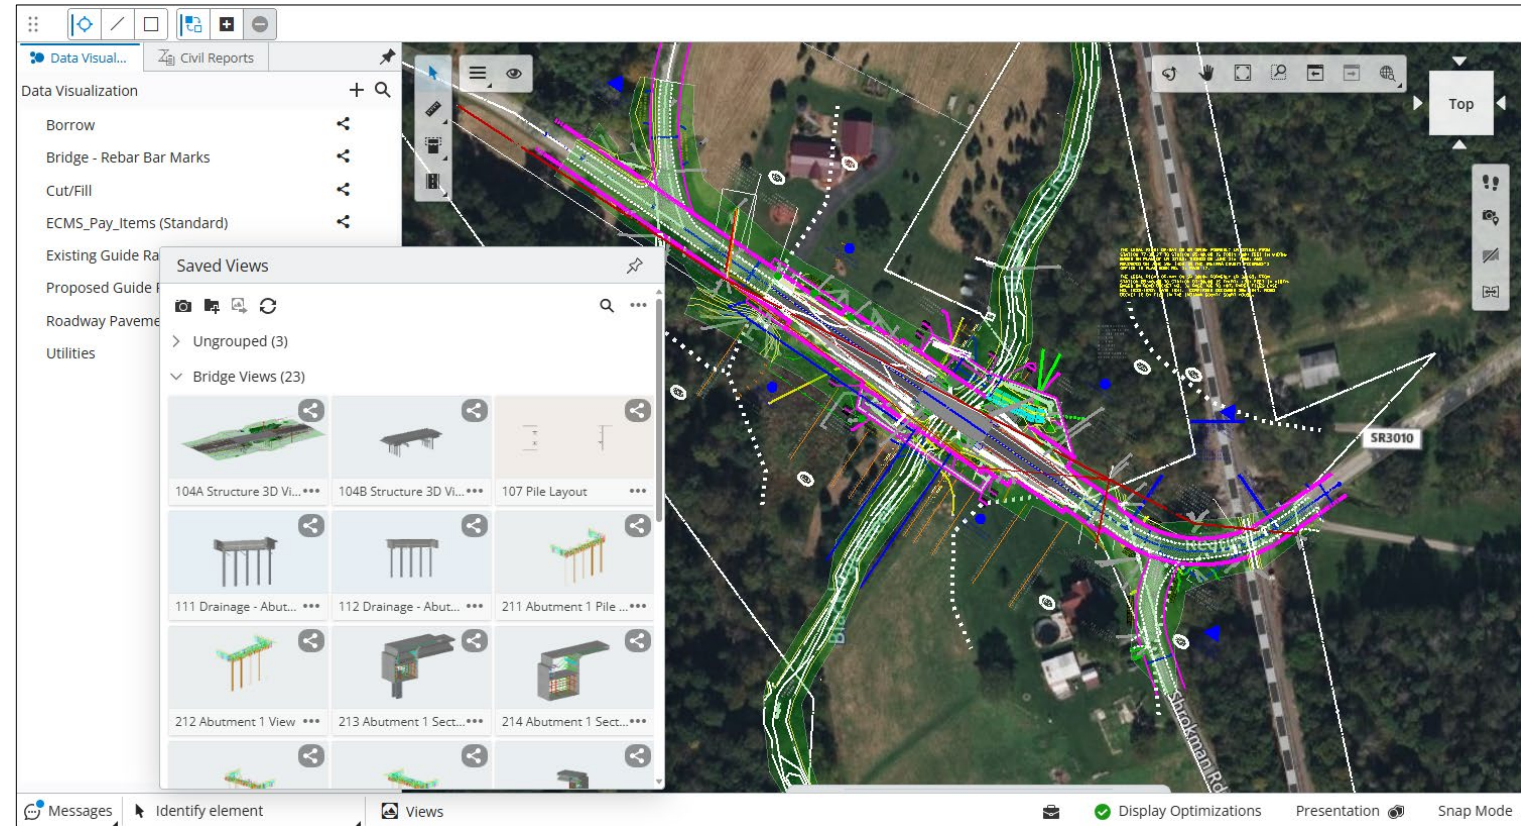 Data Visual...
Civil Reports
Data Visualization
Borrow
Bridge - Rebar Bar Marks
Cut/Fill
ECMS_Pay_Items (Standard)
Existing Guide Ra
Proposed Guide
Roadway Paveme
Utilities
Saved Views
Ungrouped (3)
Bridge Views (23)
104A Structure 3D Vi...
104B Structure 3D Vi...
107 Pile Layout
111 Drainage - Abut...
112 Drainage - Abut...
211 Abutment 1 Pile ...
212 Abutment 1 View
213 Abutment 1 Sect...
214 Abutment 1 Sect...
Top
SR3010
Shrokman Rd
Messages
Identify element
Views
Display Optimizations
Presentation
Snap Mode